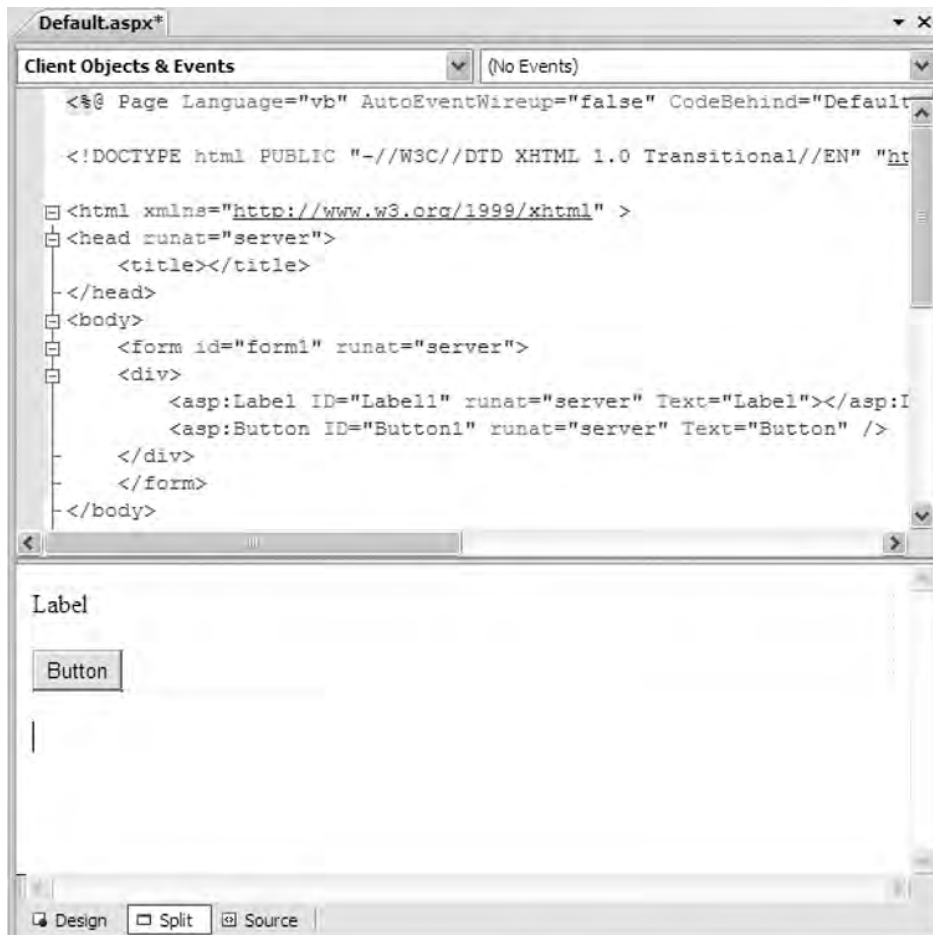 Default.aspx*
Client Objects & Events (No Events)
<%@ Page Language="vb" AutoEventWireup="false" CodeBehind="Default
<!DOCTYPE html PUBLIC "-//W3C//DTD XHTML 1.0 Transitional//EN" "ht
<html xmlns="http://www.w3.org/1999/xhtml" >
<head runat="server">
<title></title>
</head>
<body>
<form id="form1" runat="server">
<div>
<asp:Label ID="Label1" runat="server" Text="Label"></asp:L
<asp:Button ID="Button1" runat="server" Text="Button" />
</div>
</form>
</body>
Label
Button
Design Split Source